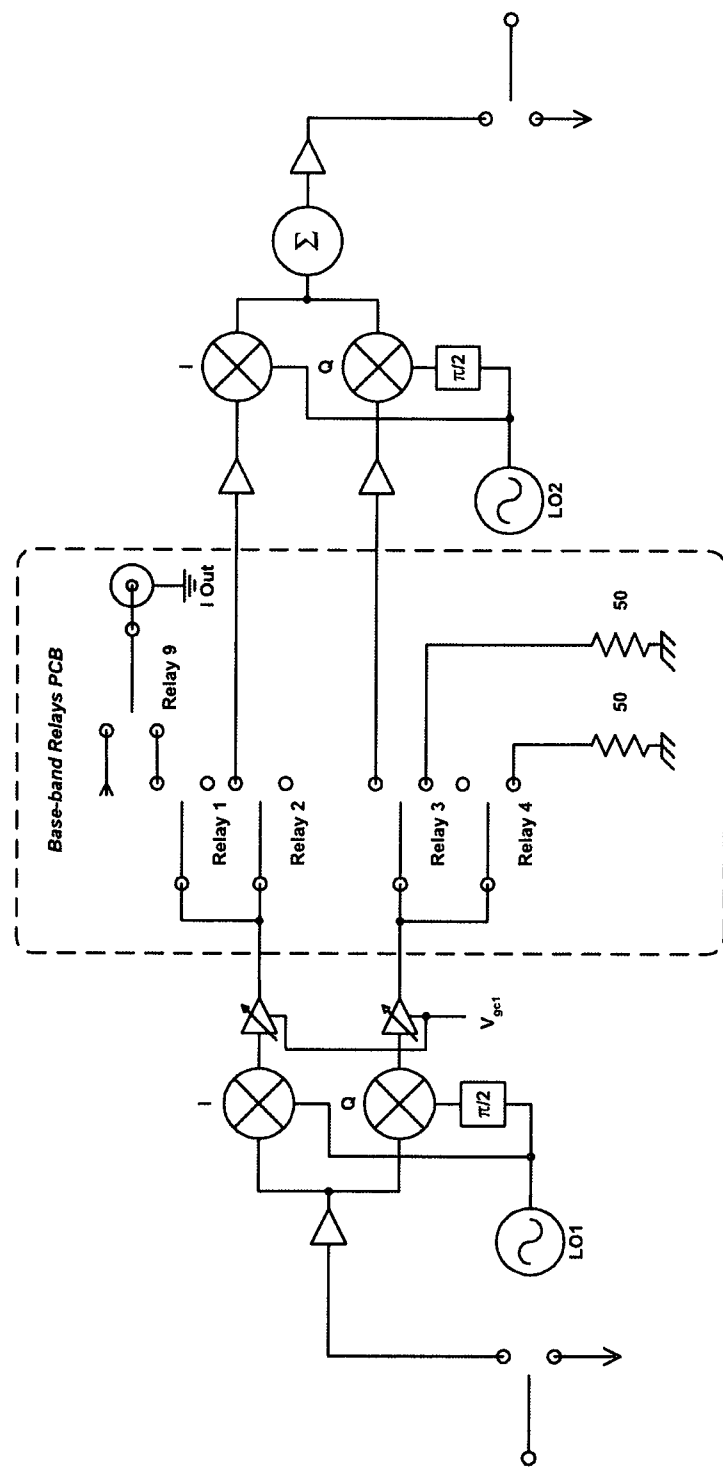 Base-band Relays PCB
I Out
Relay 9
Relay 1
Relay 2
Relay 3
Relay 4
50
50
I
Q
π/2
LO1
V gc1
I
Q
π/2
LO2
Σ